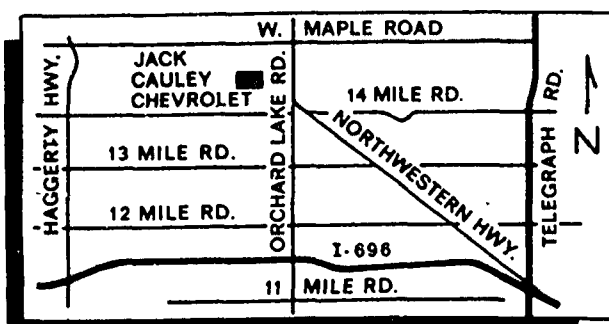 W. MAPLE ROAD
JACK
CAULEY
CHEVROLET
14 MILE RD.
HAGGERTY HWY.
13 MILE RD.
ORCHARD LAKE RD.
NORTHWESTERN HWY.
TELEGRAPH RD.
N
12 MILE RD.
I-696
11 MILE RD.